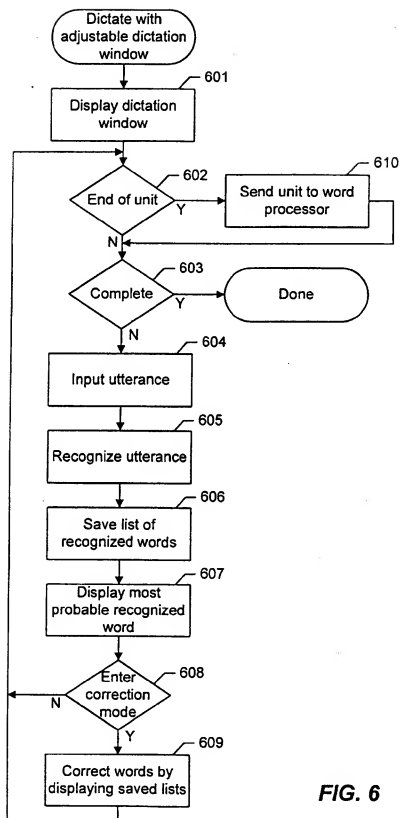 Dictate with
adjustable dictation
window
601
Display dictation
window
602
End of unit
Y
N
610
Send unit to word
processor
603
Complete
Y
N
Done
604
Input utterance
605
Recognize utterance
606
Save list of
recognized words
607
Display most
probable recognized
word
608
Enter
correction
mode
N
Y
609
Correct words by
displaying saved lists
FIG. 6